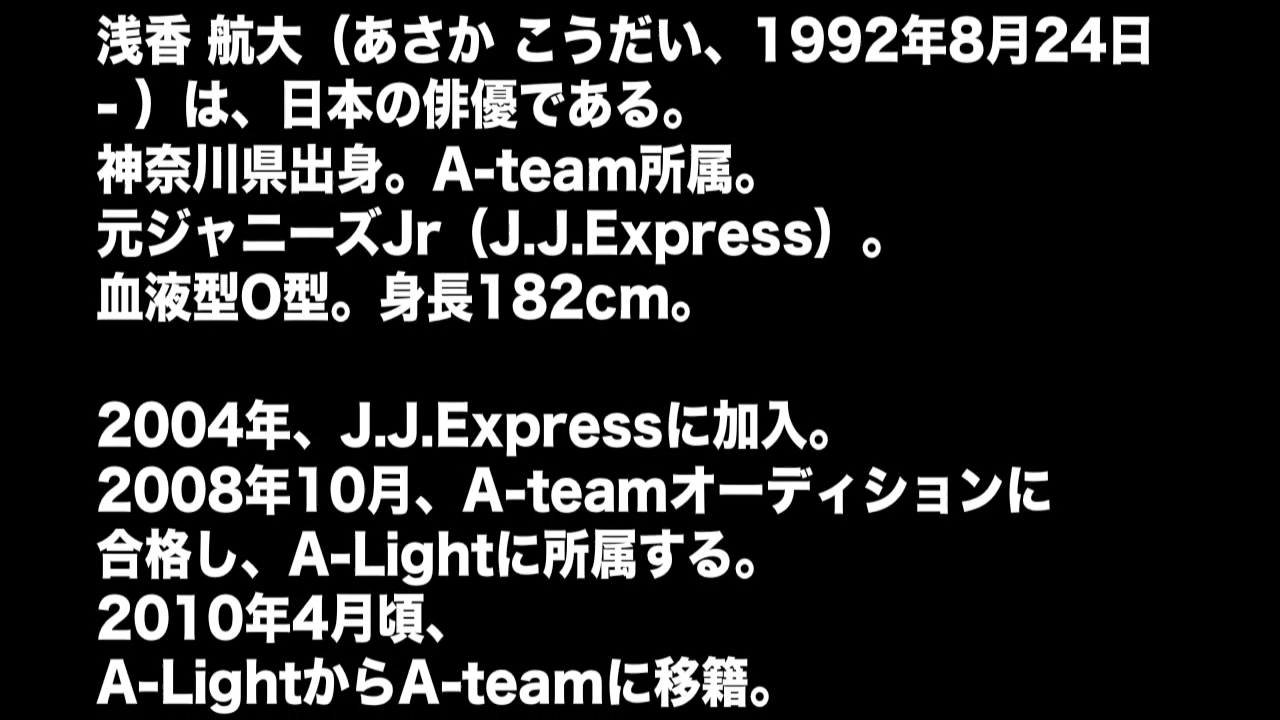 浅香 航大（あさか こうだい、1992年8月24日
- ）は、日本の俳優である。
神奈川県出身。A-team所属。
元ジャニーズJr（J.J.Express）。
血液型O型。身長182cm。
2004年、J.J.Expressに加入。
2008年10月、A-teamオーディションに
合格し、A-Lightに所属する。
2010年4月頃、
A-LightからA-teamに移籍。